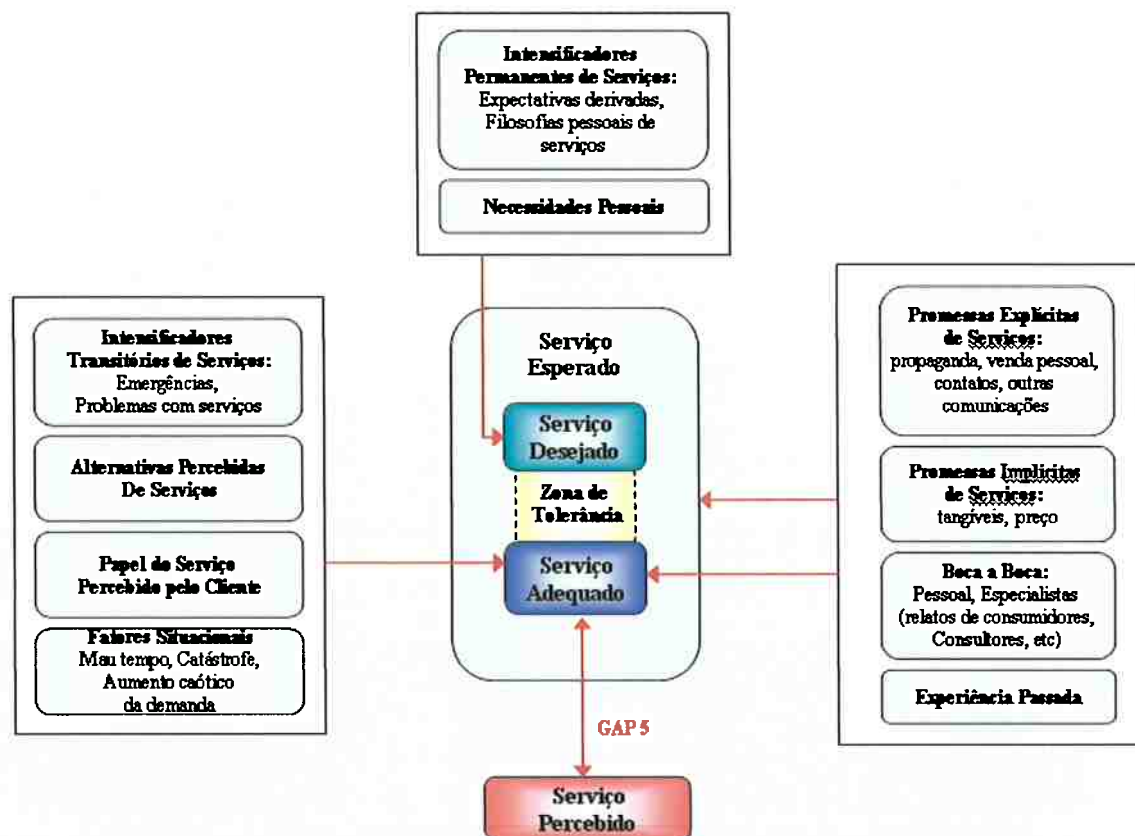 Intensificadores
Permanentes de Serviços:
Expectativas derivadas,
Filosofias pessoais de
serviços
Necessidades Pessoais
Intensificadores
Transitórios de Serviços:
Emergências,
Problemas com serviços
Alternativas Percebidas
De Serviços
Papel do Serviço
Percebido pelo Cliente
Fatores Situacionais
Mau tempo, Catástrofe,
Aumento caótico
da demanda
Serviço
Esperado
Serviço
Desejado
Zona de
Tolerância
Serviço
Adequado
GAP 5
Serviço
Percebido
Promessas Explícitas
de Serviços:
propaganda, venda pessoal,
contatos, outras
comunicações
Promessas Implícitas
de Serviços:
tangíveis, preço
Boca a Boca:
Pessoal, Especialistas
(relatos de consumidores,
Consultores, etc)
Experiência Passada